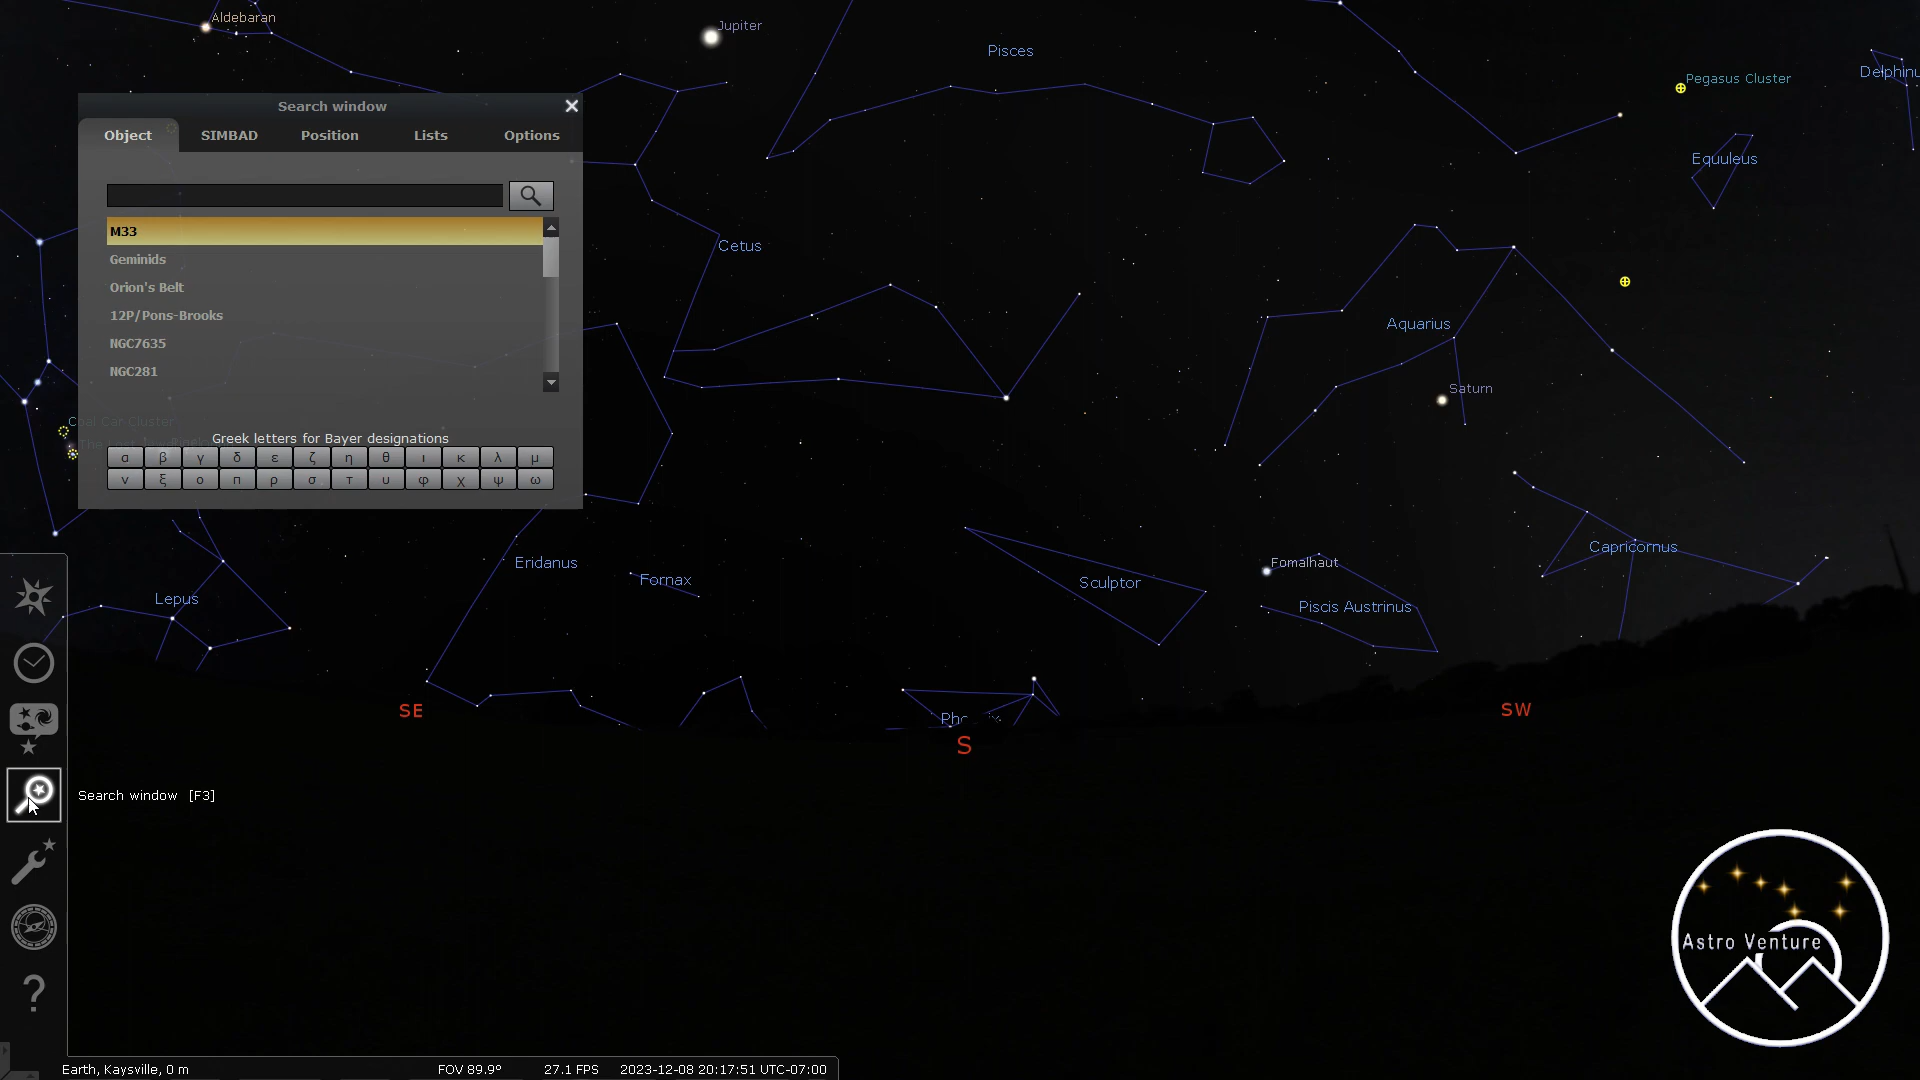 Aldebaran
Jupiter
Pisces
Pegasus Cluster
Delphinu
Search window
Object SIMBAD Position Lists Options
Equuleus
M33
Geminids
Orion's Belt
12P/Pons-Brooks
NGC7635
NGC281
Cetus
Aquarius
Saturn
Coal Car Cluster
Greek letters for Bayer designations
α β γ δ ε ζ η θ ι κ λ μ
ν ξ ο π ρ σ τ υ φ χ ψ ω
Eridanus
Fornax
Lepus
Sculptor
Fomalhaut
Piscis Austrinus
Capricornus
SE
S
SW
Search window [F3]
Astro Venture
Earth, Kaysville, 0 m
FOV 89.9°
27.1 FPS
2023-12-08 20:17:51 UTC-07:00